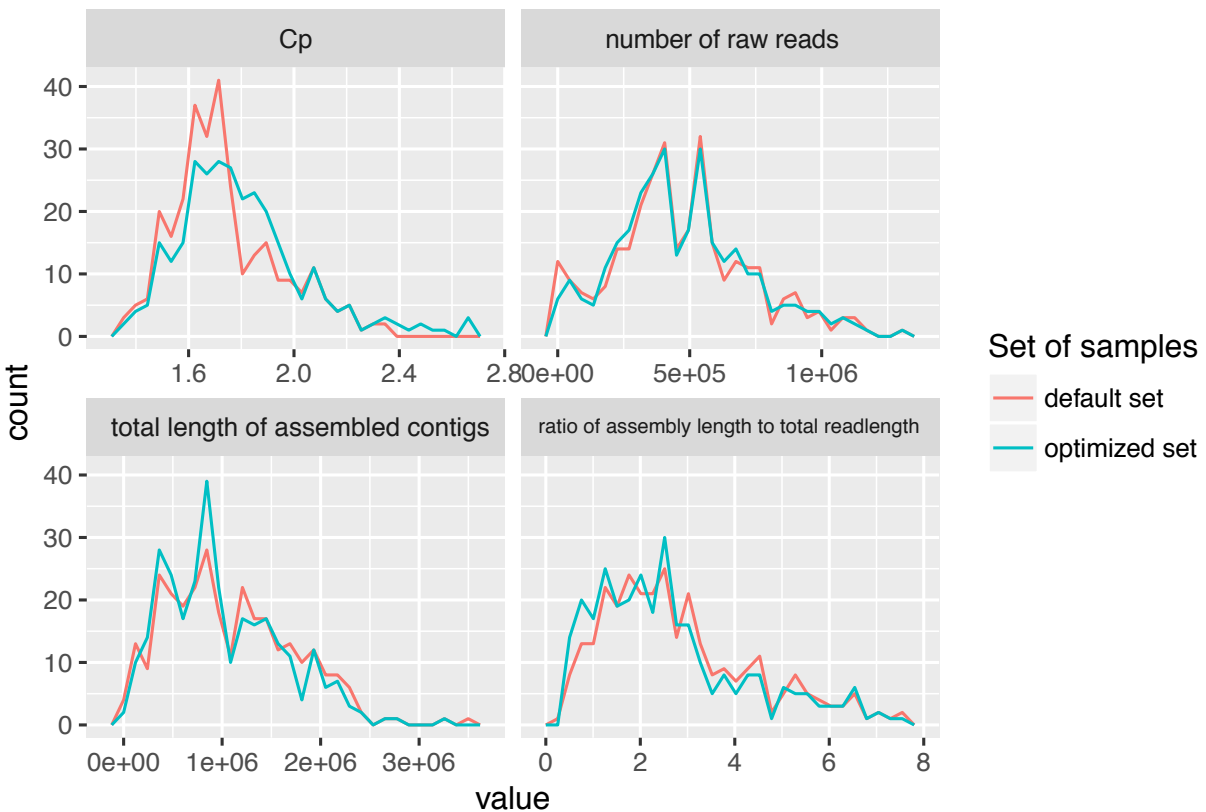 Cp
number of raw reads
40
30
20
10
0
1.6 2.0 2.4 2.8
0e+00 5e+05 1e+06
count
total length of assembled contigs
ratio of assembly length to total readlength
40
30
20
10
0
0e+00 1e+06 2e+06 3e+06
0 2 4 6 8
value
Set of samples
default set
optimized set